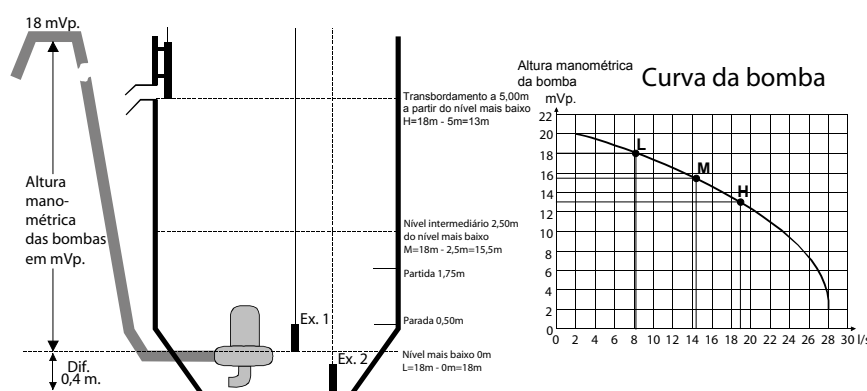 18 mVp.
Altura
mano-
métrica
das bombas
em mVp.
Dif.
0,4 m.
Transbordamento a 5,00m
a partir do nível mais baixo
H=18m - 5m=13m
Nível intermediário 2,50m
do nível mais baixo
M=18m - 2,5m=15,5m
Partida 1,75m
Parada 0,50m
Ex. 1
Ex. 2
Nível mais baixo 0m
L=18m - 0m=18m
Altura manométrica
da bomba
mVp.
Curva da bomba
22
20
18
16
14
12
10
8
6
4
2
0
L
M
H
0 2 4 6 8 10 12 14 16 18 20 22 24 26 28 30 l/s